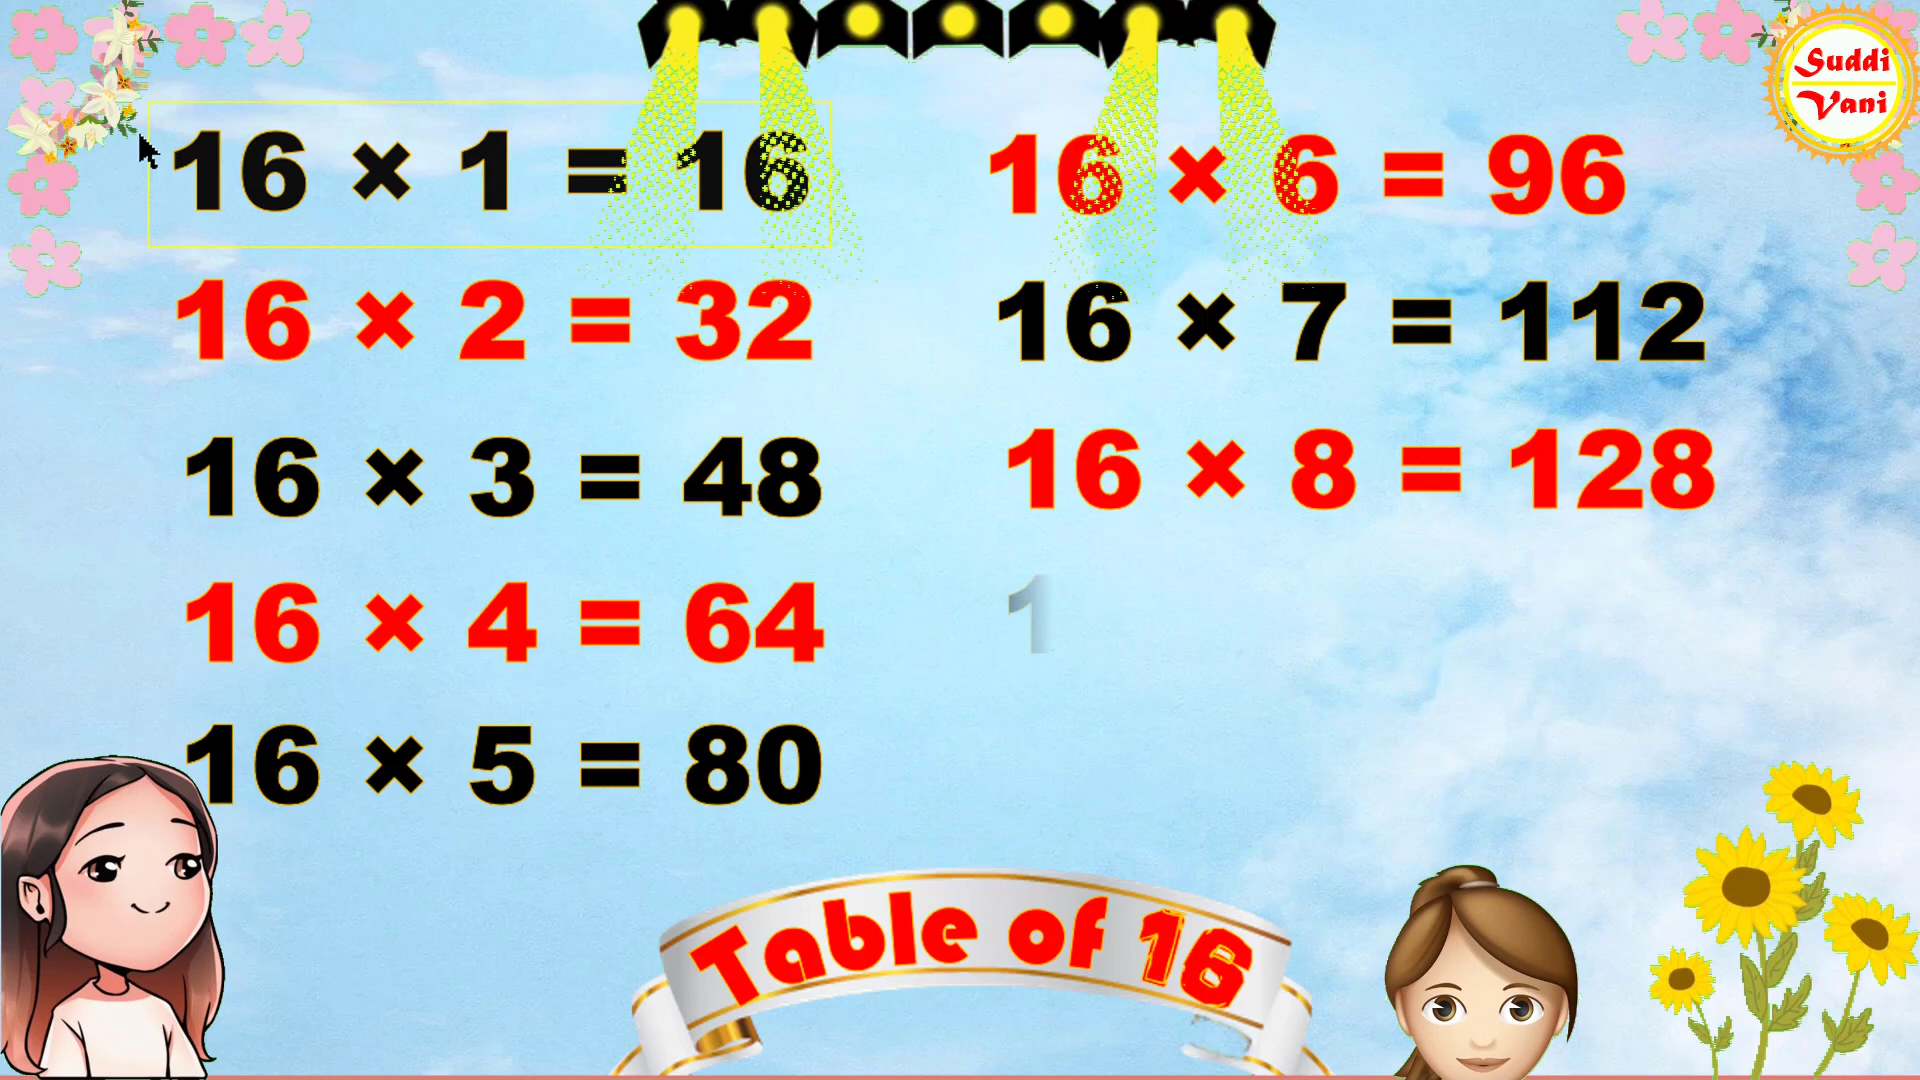 16 × 1 = 16
16 × 2 = 32
16 × 3 = 48
16 × 4 = 64
16 × 5 = 80
16 × 6 = 96
16 × 7 = 112
16 × 8 = 128
1
Table of 16
Suddi
Vani